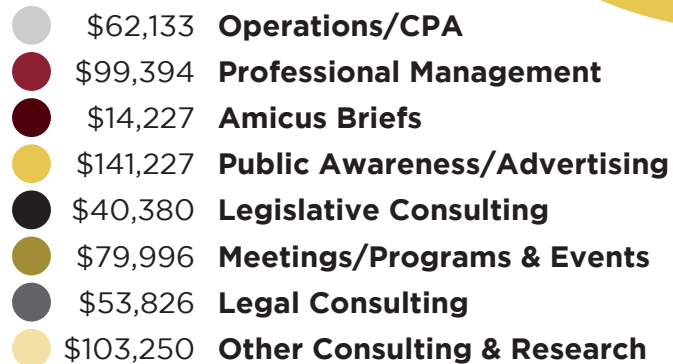 $62,133 Operations/CPA
$99,394 Professional Management
$14,227 Amicus Briefs
$141,227 Public Awareness/Advertising
$40,380 Legislative Consulting
$79,996 Meetings/Programs & Events
$53,826 Legal Consulting
$103,250 Other Consulting & Research